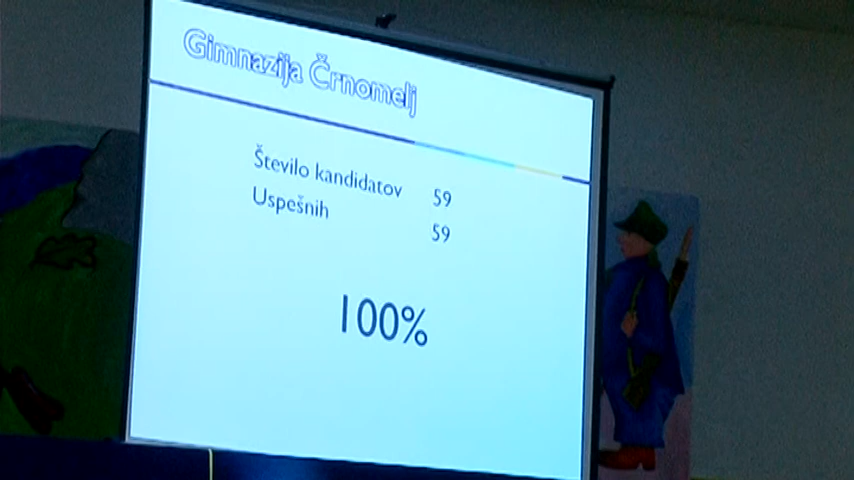 Gimnazija Črnomelj
Število kandidatov 59
Uspešnih 59
100%